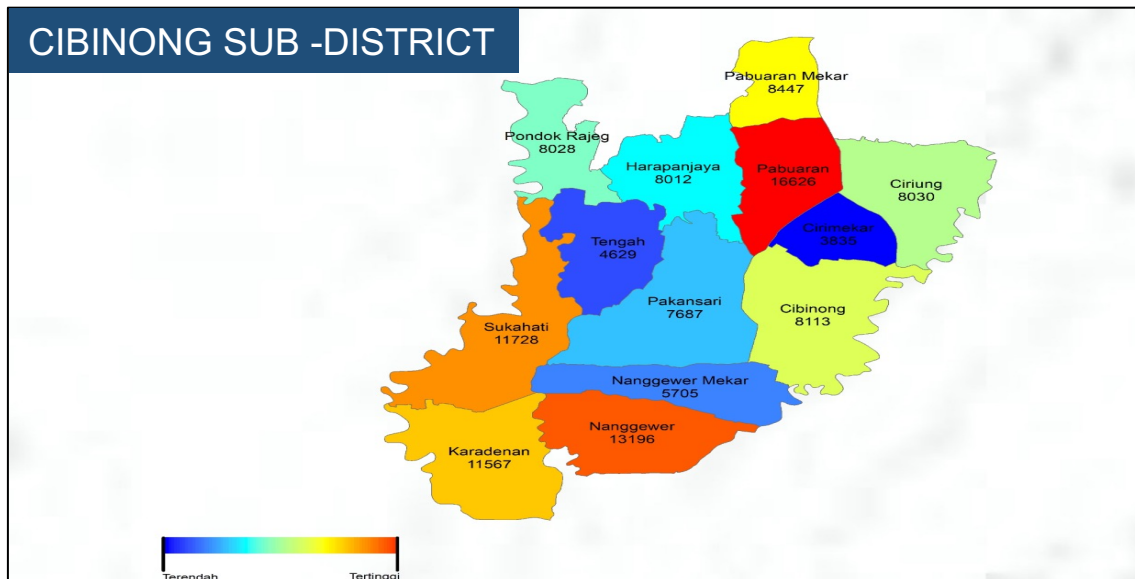 CIBINONG SUB -DISTRICT
Pabuaran Mekar
8447
Pondok Rajeg
8028
Harapanjaya
8012
Pabuaran
16626
Ciriung
8030
Cirimekar
3835
Tengah
4629
Pakansari
7687
Cibinong
8113
Sukahati
11728
Nanggewer Mekar
5705
Nanggewer
13196
Karadenan
11567
Terendah
Tertinggi